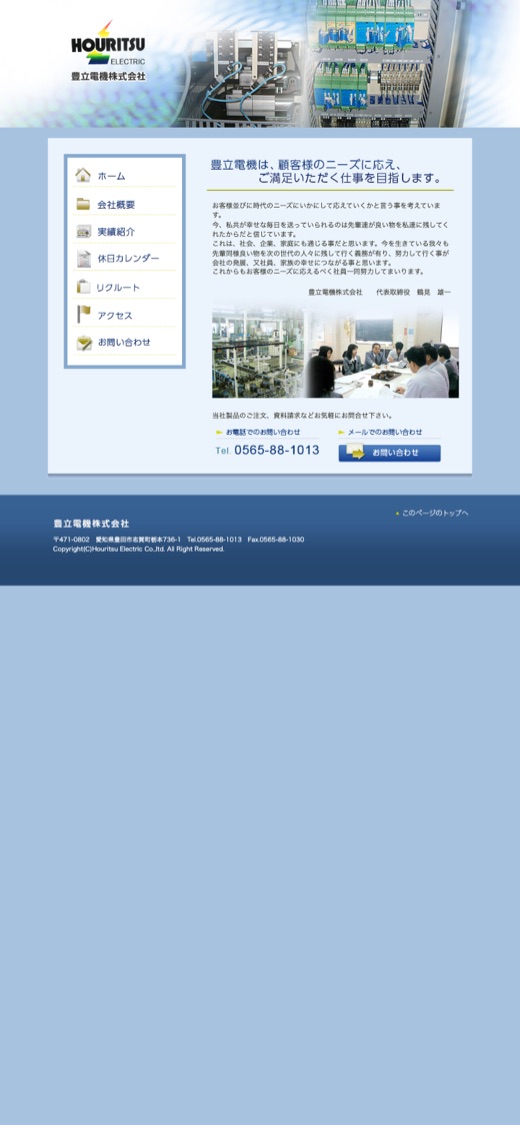 HOURITSU
ELECTRIC
豊立電機株式会社
ホーム
会社概要
実績紹介
休日カレンダー
リクルート
アクセス
お問い合わせ
豊立電機は、顧客様のニーズに応え、
ご満足いただく仕事を目指します。
お客様並びに時代のニーズにいかにして応えていくかと言う事を考えていま
す。
今、私共が幸せな毎日を送っていられるのは先輩達が良い物を私達に残してく
れたからだと信じています。
これは、社会、企業、家庭にも通じる事だと思います。今を生きている我々も
先輩同様良い物を次の世代の人々に残して行く義務が有り、努力して行く事が
会社の発展、又社員、家族の幸せにつながる事と思います。
これからもお客様のニーズに応えるべく社員一同努力してまいります。
豊立電機株式会社　代表取締役　鶴見　雄一
当社製品のご注文、資料請求などお気軽にお問合せ下さい。
お電話でのお問い合わせ
メールでのお問い合わせ
Tel 0565-88-1013
お問い合わせ
このページのトップへ
豊立電機株式会社
〒471-0802　愛知県豊田市志賀町栃本736-1　Tel.0565-88-1013　Fax.0565-88-1030
Copyright(C)Houritsu Electric Co.,ltd. All Right Reserved.